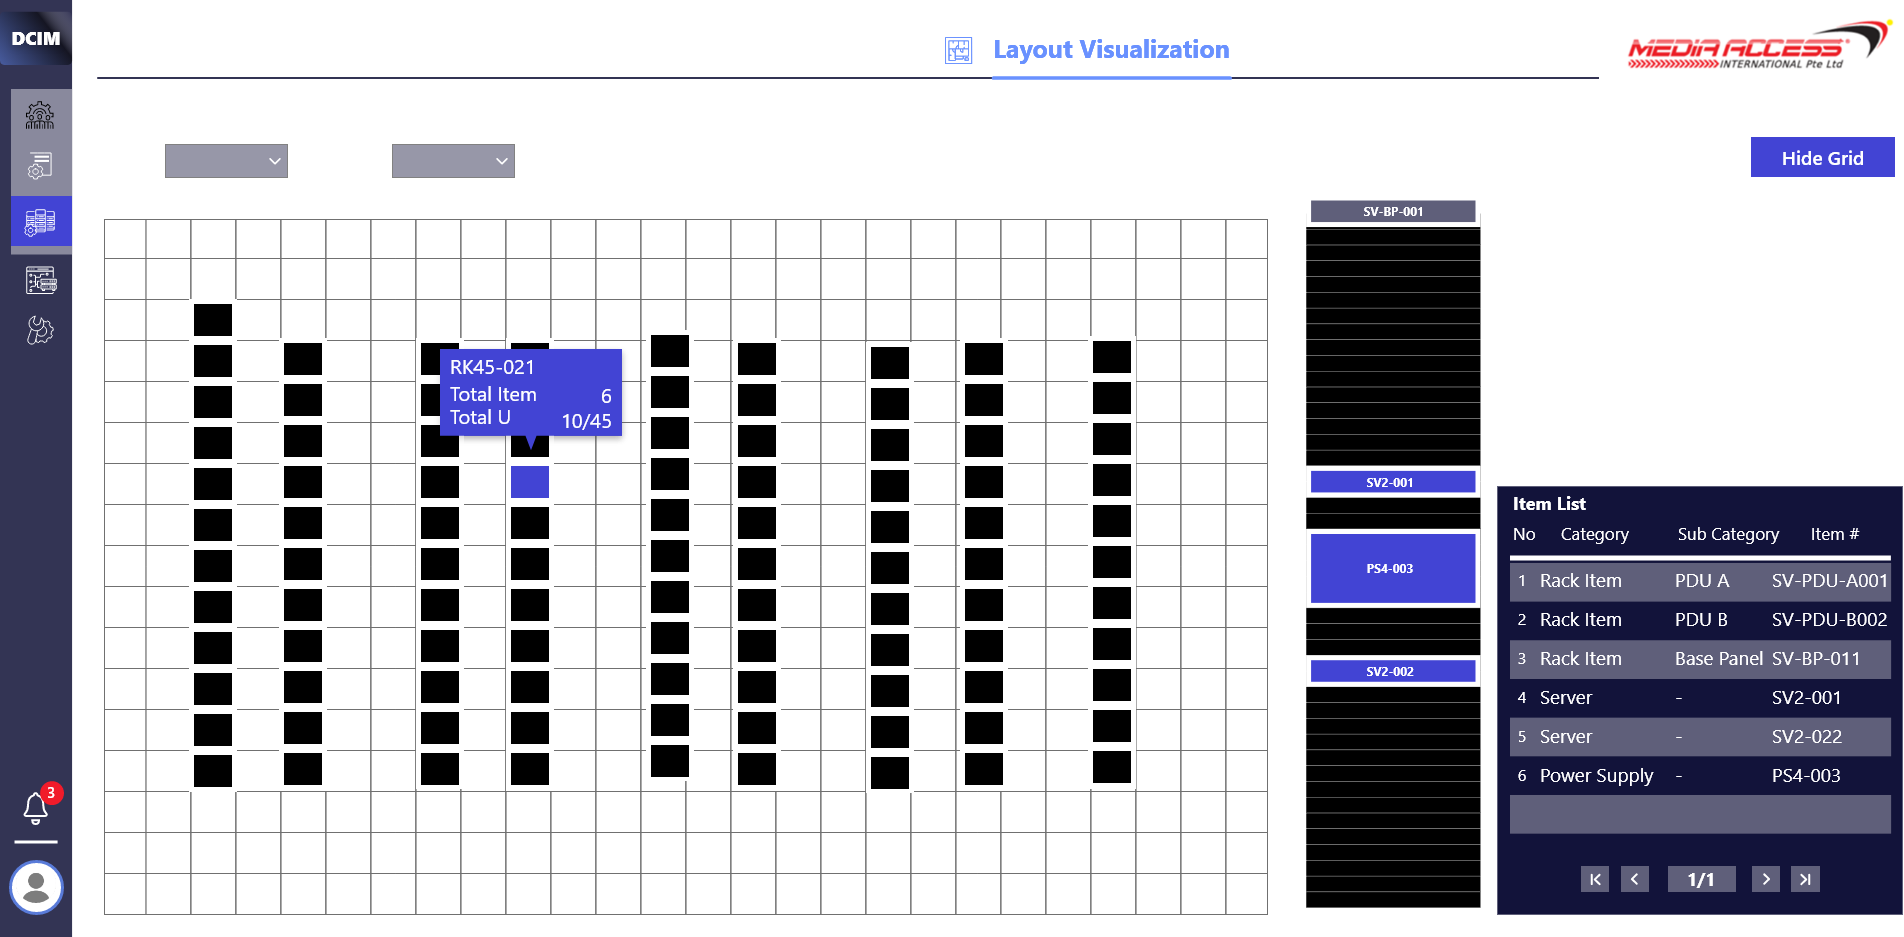 DCIM
Layout Visualization
MEDIA ACCESS
INTERNATIONAL Pte Ltd
Hide Grid
SV-BP-001
RK45-021
Total Item 6
Total U 10/45
SV2-001
PS4-003
SV2-002
Item List
No Category Sub Category Item #
1 Rack Item PDU A SV-PDU-A001
2 Rack Item PDU B SV-PDU-B002
3 Rack Item Base Panel SV-BP-011
4 Server - SV2-001
5 Server - SV2-022
6 Power Supply - PS4-003
1/1
3